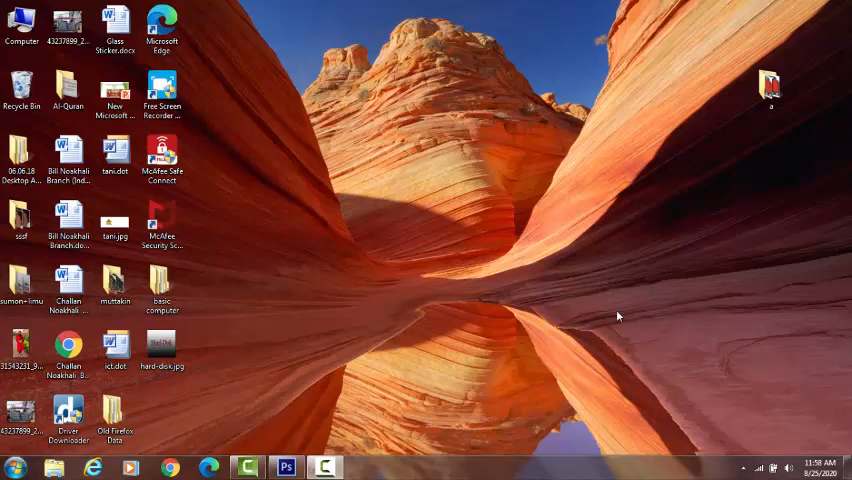 Computer
43237899_2...
Glass
Sticker.docx
Microsoft
Edge
Recycle Bin
Al-Quran
New
Microsoft ...
Free Screen
Recorder
06.06.18
Desktop A...
Bill Noakhali
Branch (Ind...
tani.dot
McAfee Safe
Connect
sssf
Bill Noakhali
Branch.do...
tani.jpg
McAfee
Security Sc...
sumon+limu
Challan
Noakhali ...
muttakin
basic
computer
31543231_9...
Challan
Noakhali_B...
ict.dot
hard-disk.jpg
43237899_2...
Driver
Downloader
Old Firefox
Data
a
Ps
11:58 AM
8/25/2020